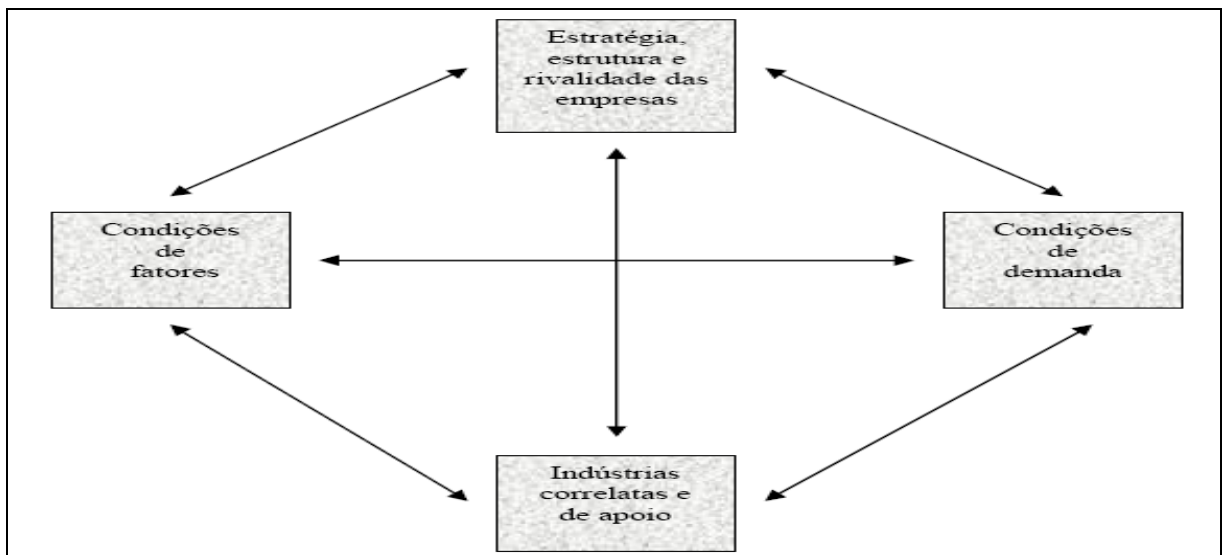 Estratégia,
estrutura e
rivalidade das
empresas
Condições
de
fatores
Condições
de
demanda
Indústrias
correlatas e
de apoio